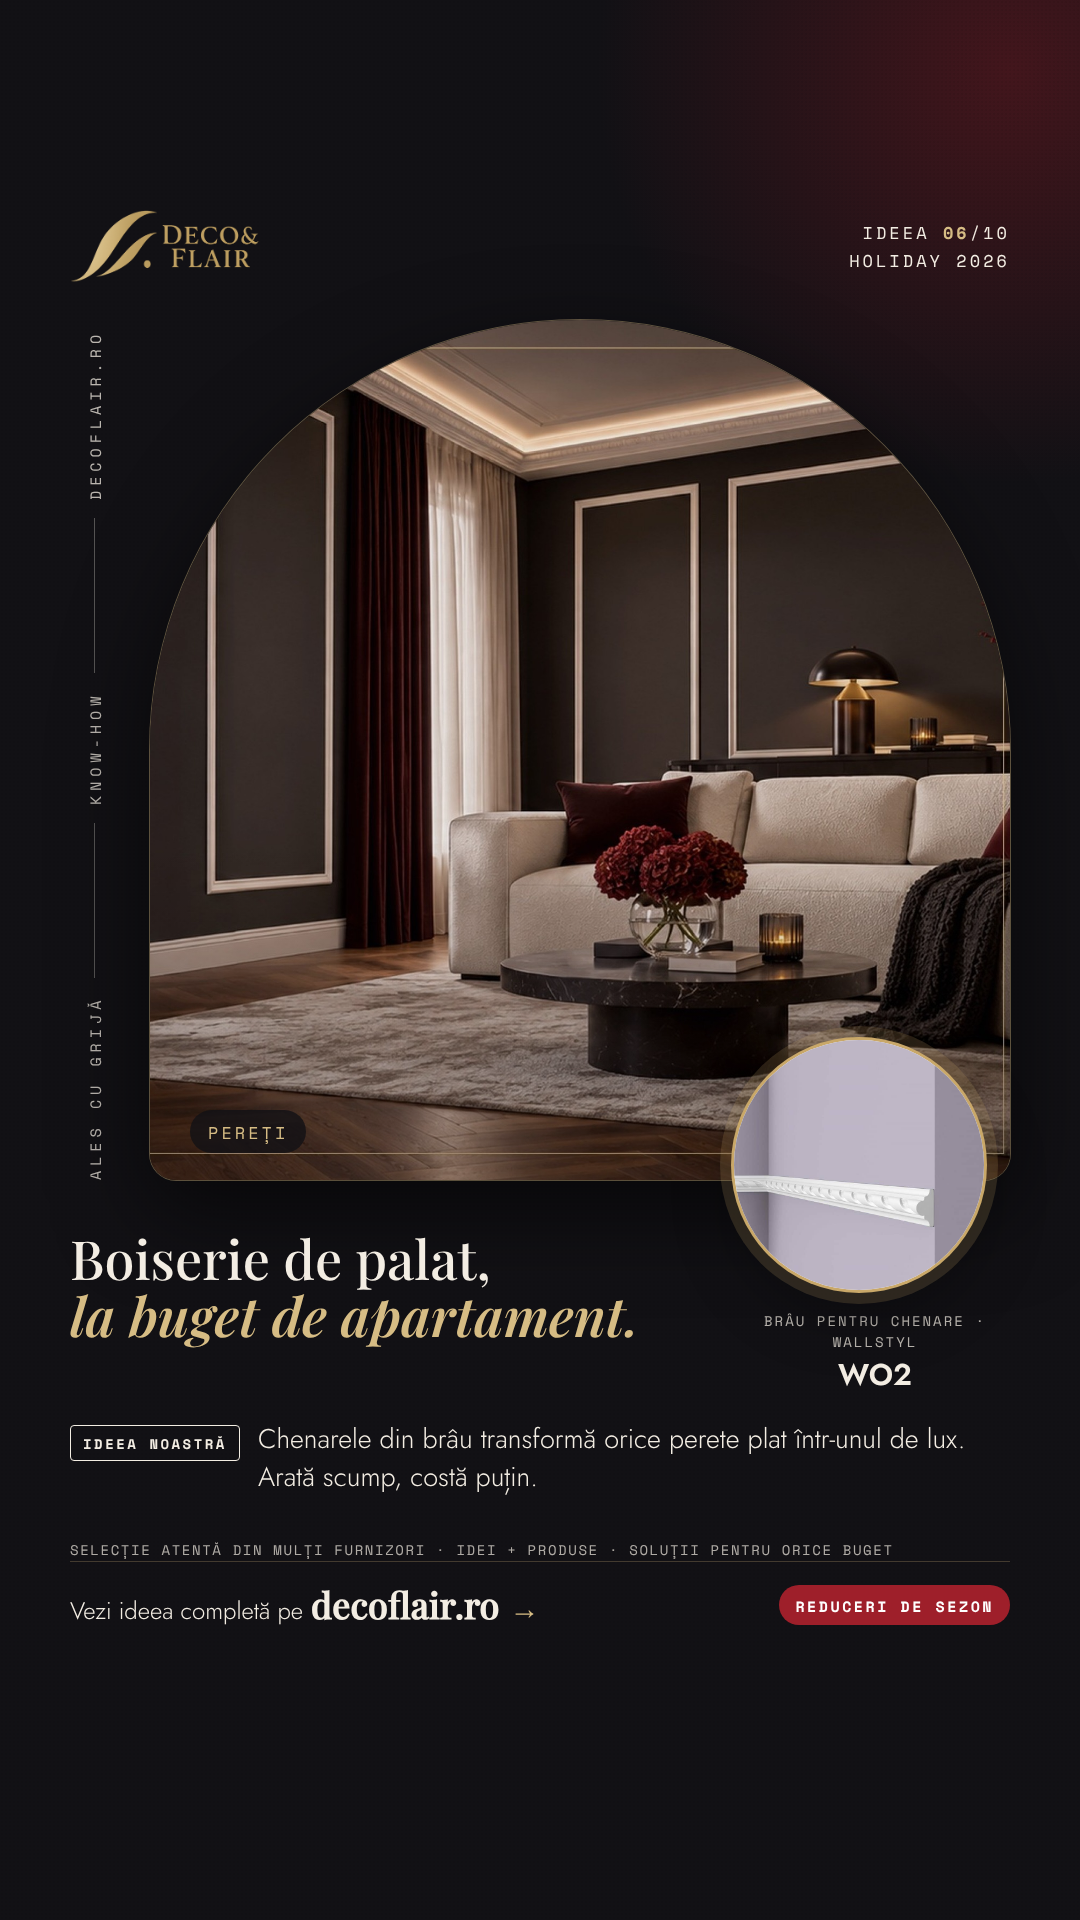 DECO&
FLAIR
IDEEA 06/10
HOLIDAY 2026
DECOFLAIR.RO
KNOW-HOW
ALES CU GRIJĂ
PEREȚI
Boiserie de palat,
la buget de apartament.
BRÂU PENTRU CHENARE ·
WALLSTYL
WO2
IDEEA NOASTRĂ
Chenarele din brâu transformă orice perete plat într-unul de lux.
Arată scump, costă puțin.
SELECȚIE ATENTĂ DIN MULȚI FURNIZORI · IDEI + PRODUSE · SOLUȚII PENTRU ORICE BUGET
Vezi ideea completă pe decoflair.ro →
REDUCERI DE SEZON